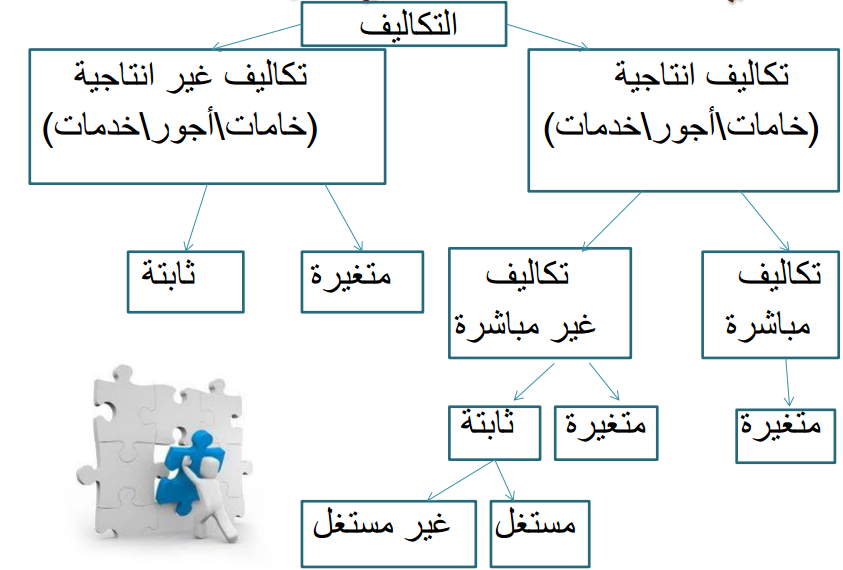 التكاليف
تكاليف انتاجية
(خامات\أجور\خدمات)
تكاليف غير انتاجية
(خامات\أجور\خدمات)
تكاليف
مباشرة
تكاليف
غير مباشرة
متغيرة
ثابتة
متغيرة
متغيرة
ثابتة
مستغل
غير مستغل